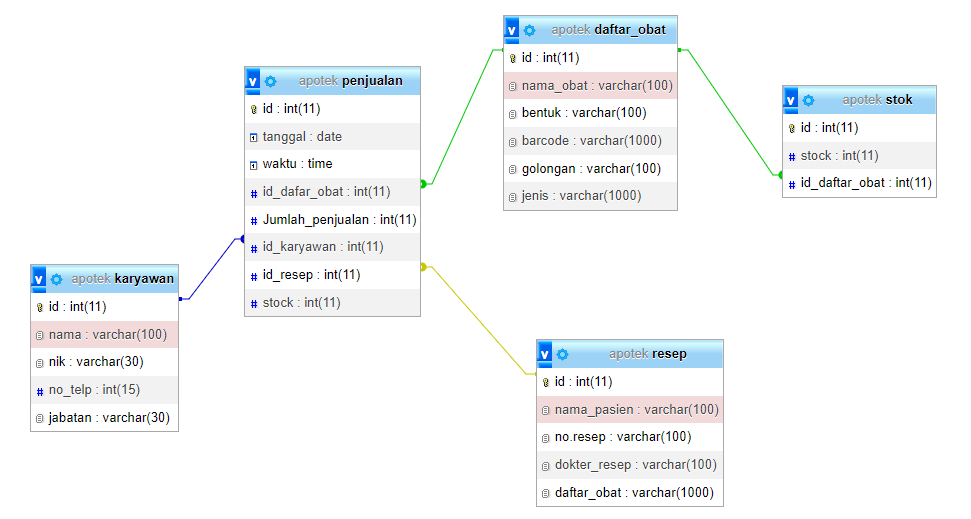 apotek penjualan
id : int(11)
tanggal : date
waktu : time
id_dafar_obat : int(11)
Jumlah_penjualan : int(11)
id_karyawan : int(11)
id_resep : int(11)
stock : int(11)
apotek daftar_obat
id : int(11)
nama_obat : varchar(100)
bentuk : varchar(100)
barcode : varchar(1000)
golongan : varchar(100)
jenis : varchar(1000)
apotek stok
id : int(11)
stock : int(11)
id_daftar_obat : int(11)
apotek karyawan
id : int(11)
nama : varchar(100)
nik : varchar(30)
no_telp : int(15)
jabatan : varchar(30)
apotek resep
id : int(11)
nama_pasien : varchar(100)
no.resep : varchar(100)
dokter_resep : varchar(100)
daftar_obat : varchar(1000)